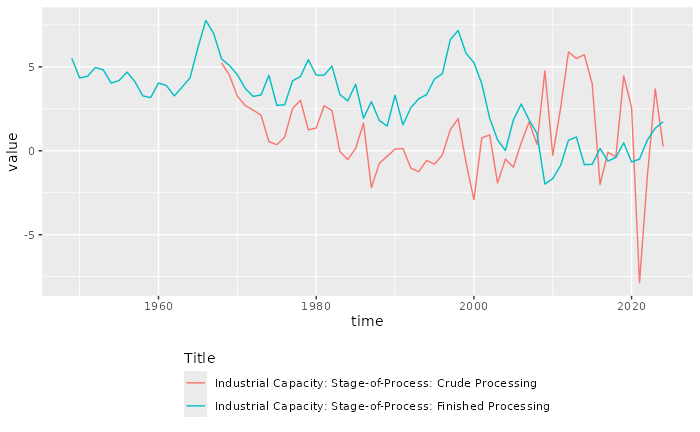 5
0
-5
value
1960
1980
2000
2020
time
Title
Industrial Capacity: Stage-of-Process: Crude Processing
Industrial Capacity: Stage-of-Process: Finished Processing